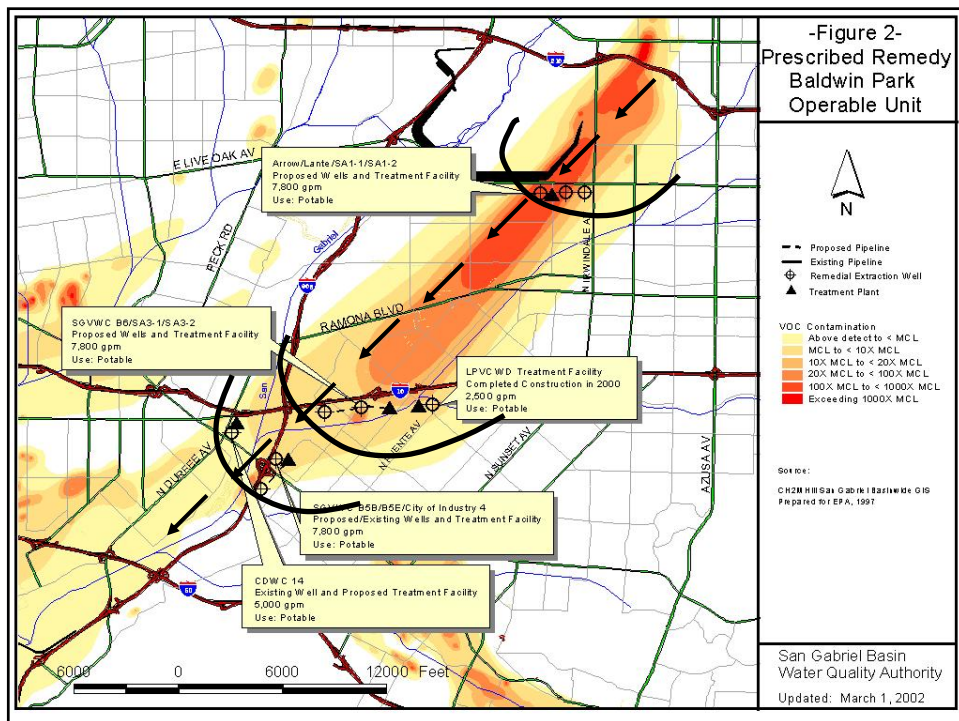 -Figure 2-
Prescribed Remedy
Baldwin Park
Operable Unit
N
Proposed Pipeline
Existing Pipeline
Remedial Extraction Well
Treatment Plant
VOC Contamination
Above detect to < MCL
MCL to < 10X MCL
10X MCL to < 20X MCL
20X MCL to < 100X MCL
100X MCL to < 1000X MCL
Exceeding 1000X MCL
Source:
CH2M Hill San Gabriel Basinwide GIS
Prepared for EPA, 1997
San Gabriel Basin
Water Quality Authority
Updated: March 1, 2002
210
E LIVE OAK AV
Arrow/Lante/SA1-1/SA1-2
Proposed Wells and Treatment Facility
7,800 gpm
Use: Potable
PECK RD
Gabriel
N IRWINDALE A
RAMONA BLVD
SGVWC B6/SA3-1/SA3-2
Proposed Wells and Treatment Facility
7,800 gpm
Use: Potable
San
10
LPVCWD Treatment Facility
Completed Construction in 2000
2,500 gpm
Use: Potable
N DURFEE AV
N PUENTE AV
N SUNSET AV
AZUSA AV
SGVWC B5B/B5E/City of Industry 4
Proposed/Existing Wells and Treatment Facility
7,800 gpm
Use: Potable
CDWC 14
Existing Well and Proposed Treatment Facility
5,000 gpm
Use: Potable
60
6000 0 6000 12000 Feet